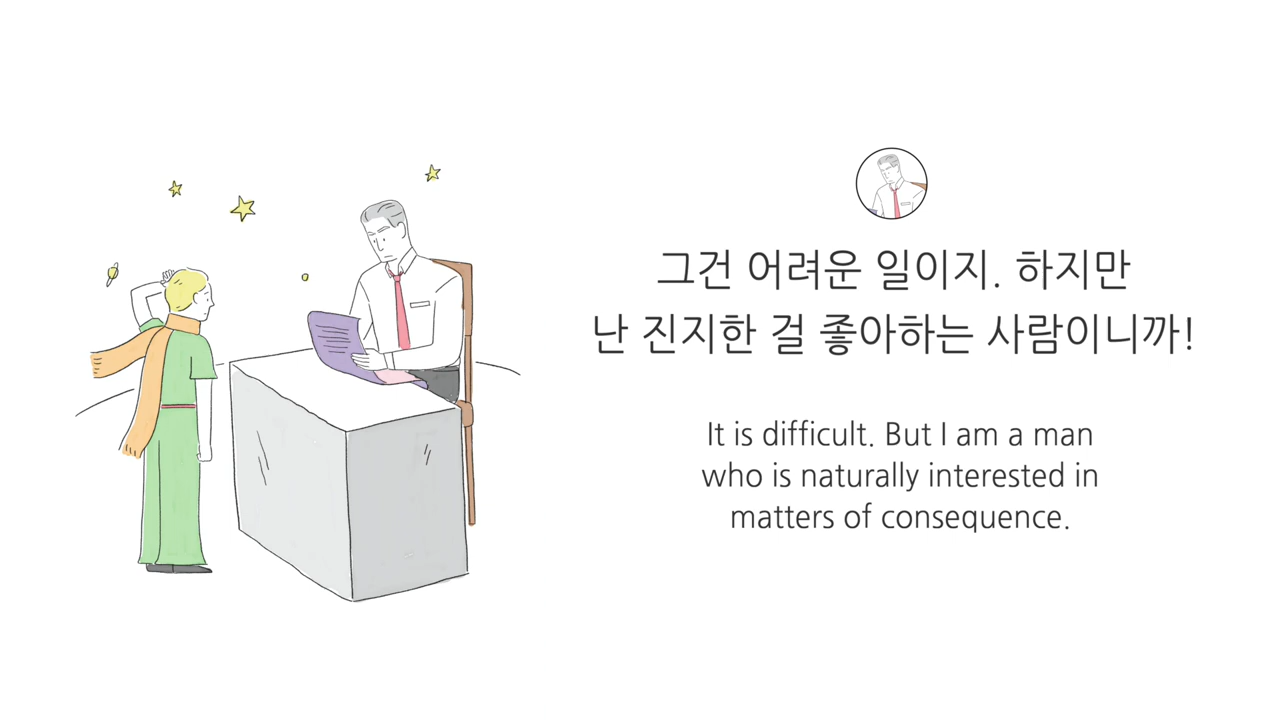 그건 어려운 일이지. 하지만
난 진지한 걸 좋아하는 사람이니까!
It is difficult. But I am a man
who is naturally interested in
matters of consequence.